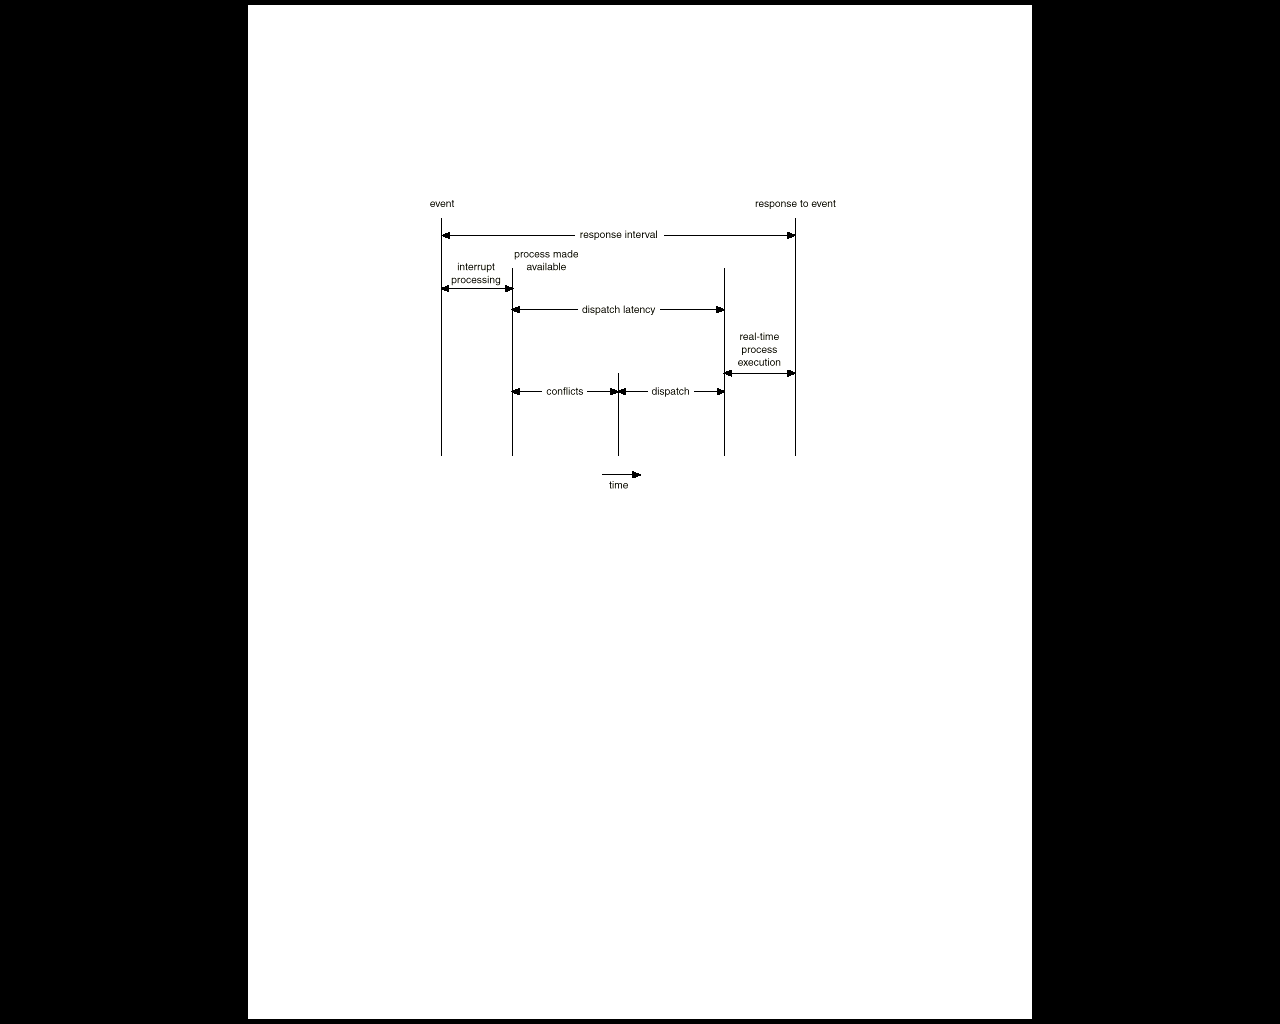 event
response to event
response interval
process made
available
interrupt
processing
dispatch latency
real-time
process
execution
conflicts
dispatch
time